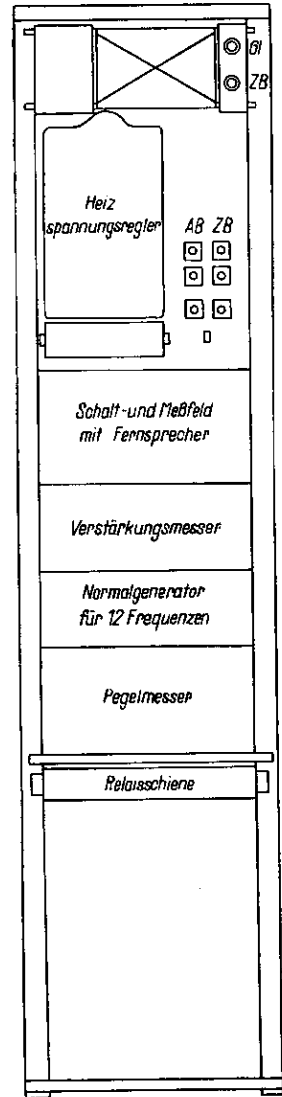 Gl
ZB
Heiz
spannungsregler
AB ZB
Schalt-und Meßfeld
mit Fernsprecher
Verstärkungsmesser
Normalgenerator
für 12 Frequenzen
Pegelmesser
Relaisschiene